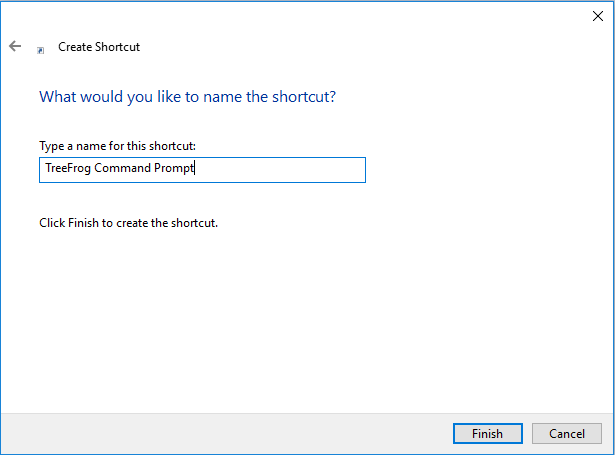 Create Shortcut
What would you like to name the shortcut?
Type a name for this shortcut:
TreeFrog Command Prompt
Click Finish to create the shortcut.
Finish
Cancel